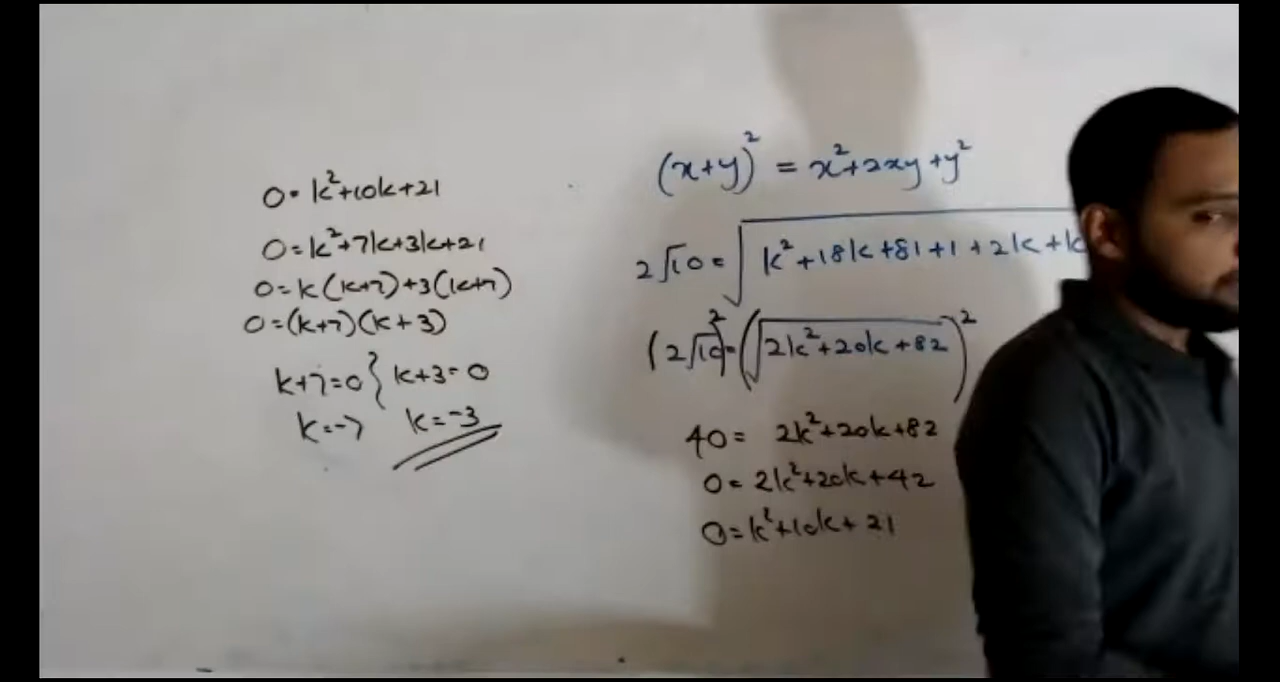 0=k²+10k+21
0=k²+7k+3k+21
0=k(k+7)+3(k+7)
0=(k+7)(k+3)
k+7=0 } k+3=0
k=-7 k=-3
(x+y)² = x²+2xy+y²
2√10 = √k²+18k+81+1+2k+k
(2√10)² = (√2k²+20k+82)²
40 = 2k²+20k+82
0= 2k²+20k+42
0=k²+10k+21